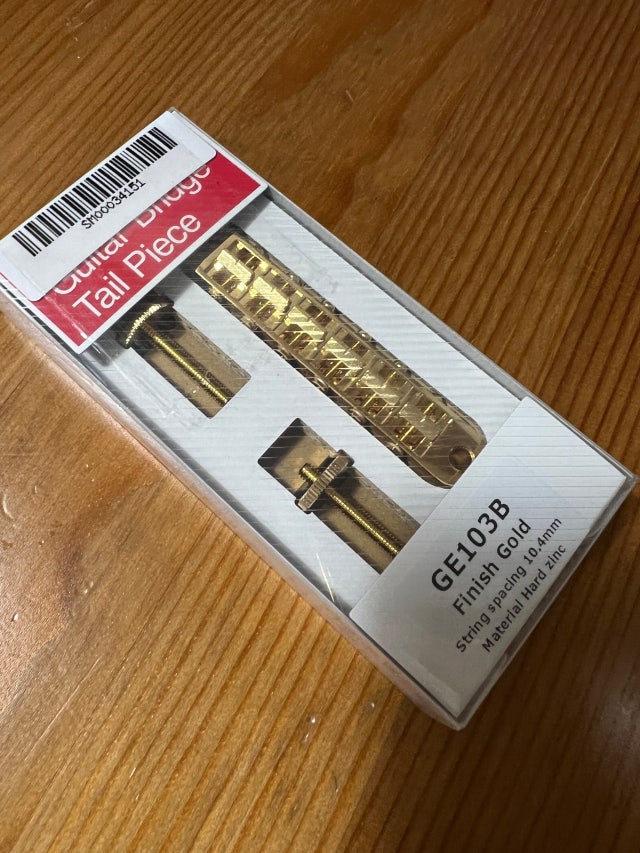 SM00034151
Guitar Bridge
Tail Piece
GE103B
Finish Gold
String spacing 10.4mm
Material Hard zinc